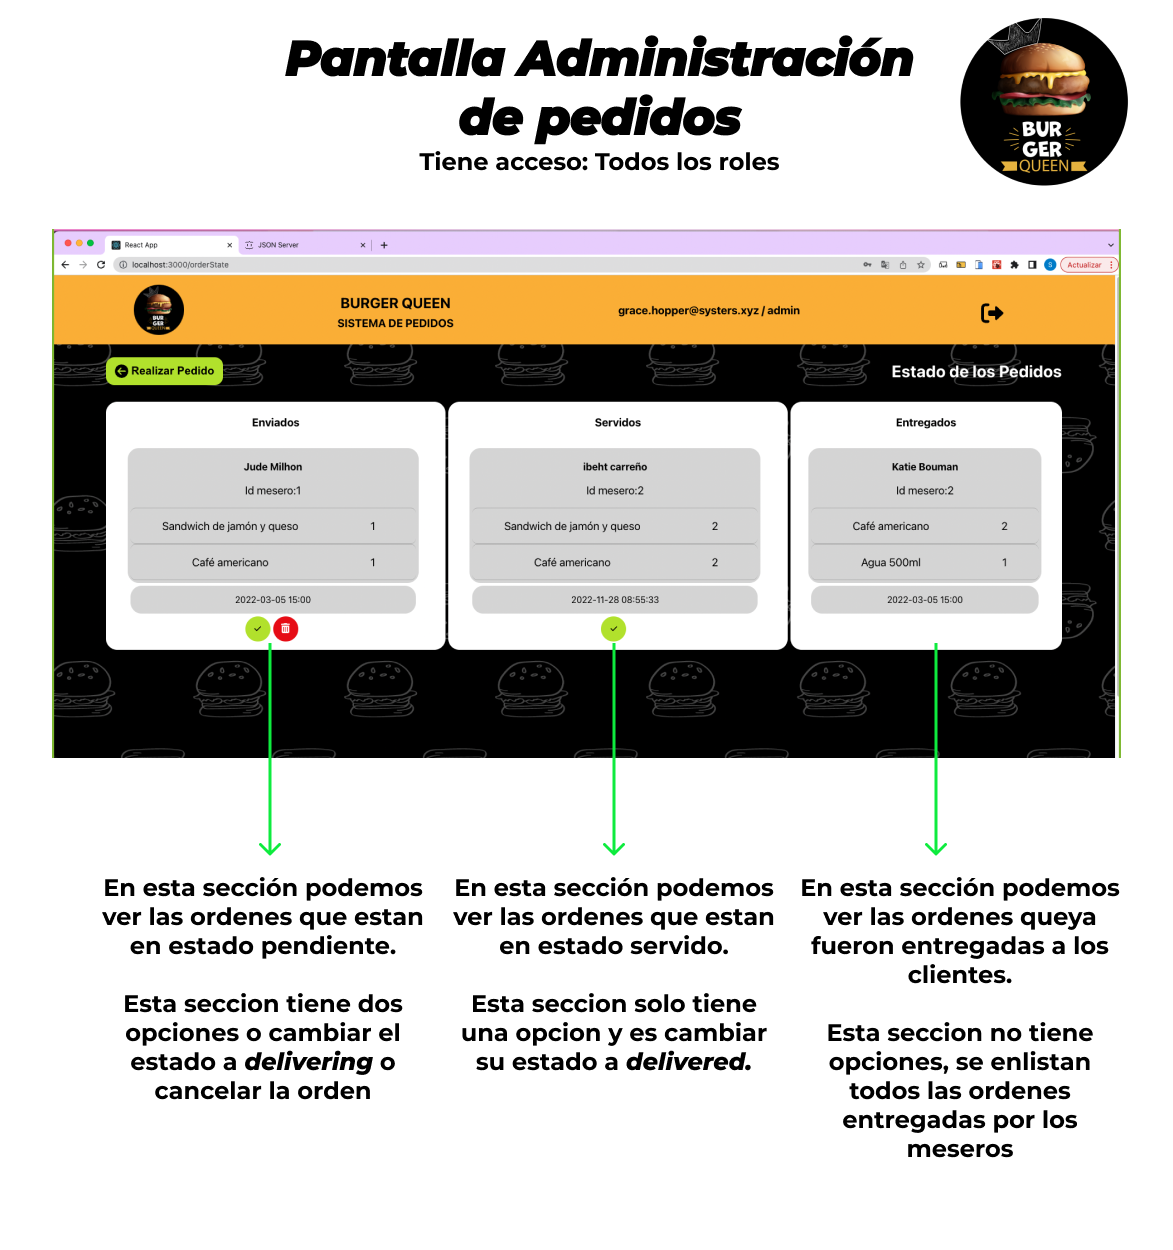 Pantalla Administración
de pedidos
Tiene acceso: Todos los roles
BUR
GER
QUEEN
React App
JSON Server
localhost:3000/orderState
S
Actualizar
BUR
GER
QUEEN
BURGER QUEEN
SISTEMA DE PEDIDOS
grace.hopper@systers.xyz / admin
Realizar Pedido
Estado de los Pedidos
Enviados
Jude Milhon
Id mesero:1
Sandwich de jamón y queso 1
Café americano 1
2022-03-05 15:00
Servidos
ibeht carreño
Id mesero:2
Sandwich de jamón y queso 2
Café americano 2
2022-11-28 08:55:33
Entregados
Katie Bouman
Id mesero:2
Café americano 2
Agua 500ml 1
2022-03-05 15:00
En esta sección podemos
ver las ordenes que estan
en estado pendiente.
Esta seccion tiene dos
opciones o cambiar el
estado a delivering o
cancelar la orden
En esta sección podemos
ver las ordenes que estan
en estado servido.
Esta seccion solo tiene
una opcion y es cambiar
su estado a delivered.
En esta sección podemos
ver las ordenes queya
fueron entregadas a los
clientes.
Esta seccion no tiene
opciones, se enlistan
todos las ordenes
entregadas por los
meseros